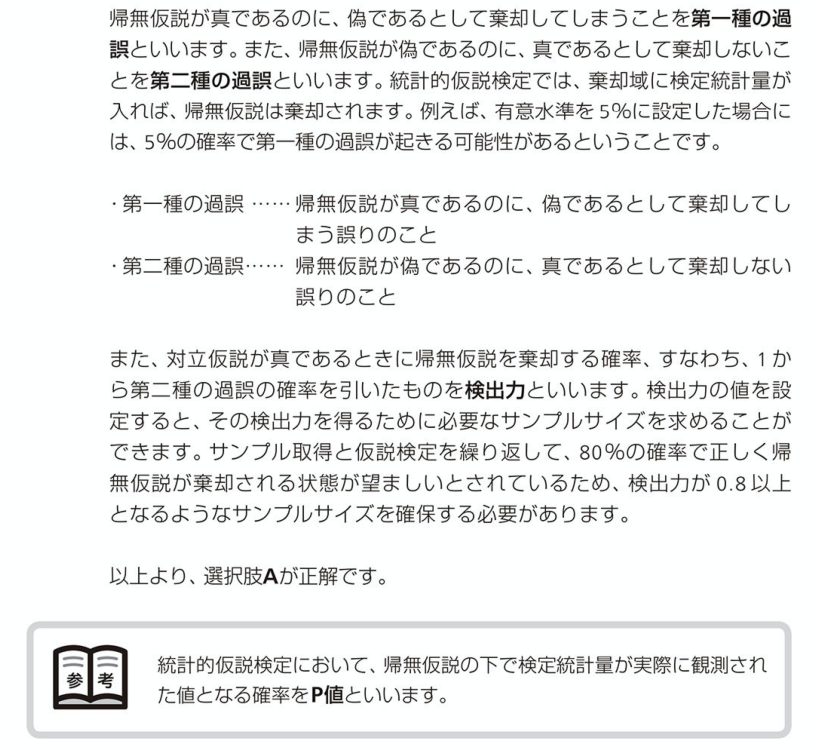 帰無仮説が真であるのに、偽であるとして棄却してしまうことを第一種の過
誤といいます。また、帰無仮説が偽であるのに、真であるとして棄却しないこ
とを第二種の過誤といいます。統計的仮説検定では、棄却域に検定統計量が
入れば、帰無仮説は棄却されます。例えば、有意水準を5%に設定した場合に
は、5%の確率で第一種の過誤が起きる可能性があるということです。
・第一種の過誤 …… 帰無仮説が真であるのに、偽であるとして棄却してし
まう誤りのこと
・第二種の過誤…… 帰無仮説が偽であるのに、真であるとして棄却しない
誤りのこと
また、対立仮説が真であるときに帰無仮説を棄却する確率、すなわち、1か
ら第二種の過誤の確率を引いたものを検出力といいます。検出力の値を設
定すると、その検出力を得るために必要なサンプルサイズを求めることが
できます。サンプル取得と仮説検定を繰り返して、80%の確率で正しく帰
無仮説が棄却される状態が望ましいとされているため、検出力が0.8以上
となるようなサンプルサイズを確保する必要があります。
以上より、選択肢Aが正解です。
参考
統計的仮説検定において、帰無仮説の下で検定統計量が実際に観測され
た値となる確率をP値といいます。